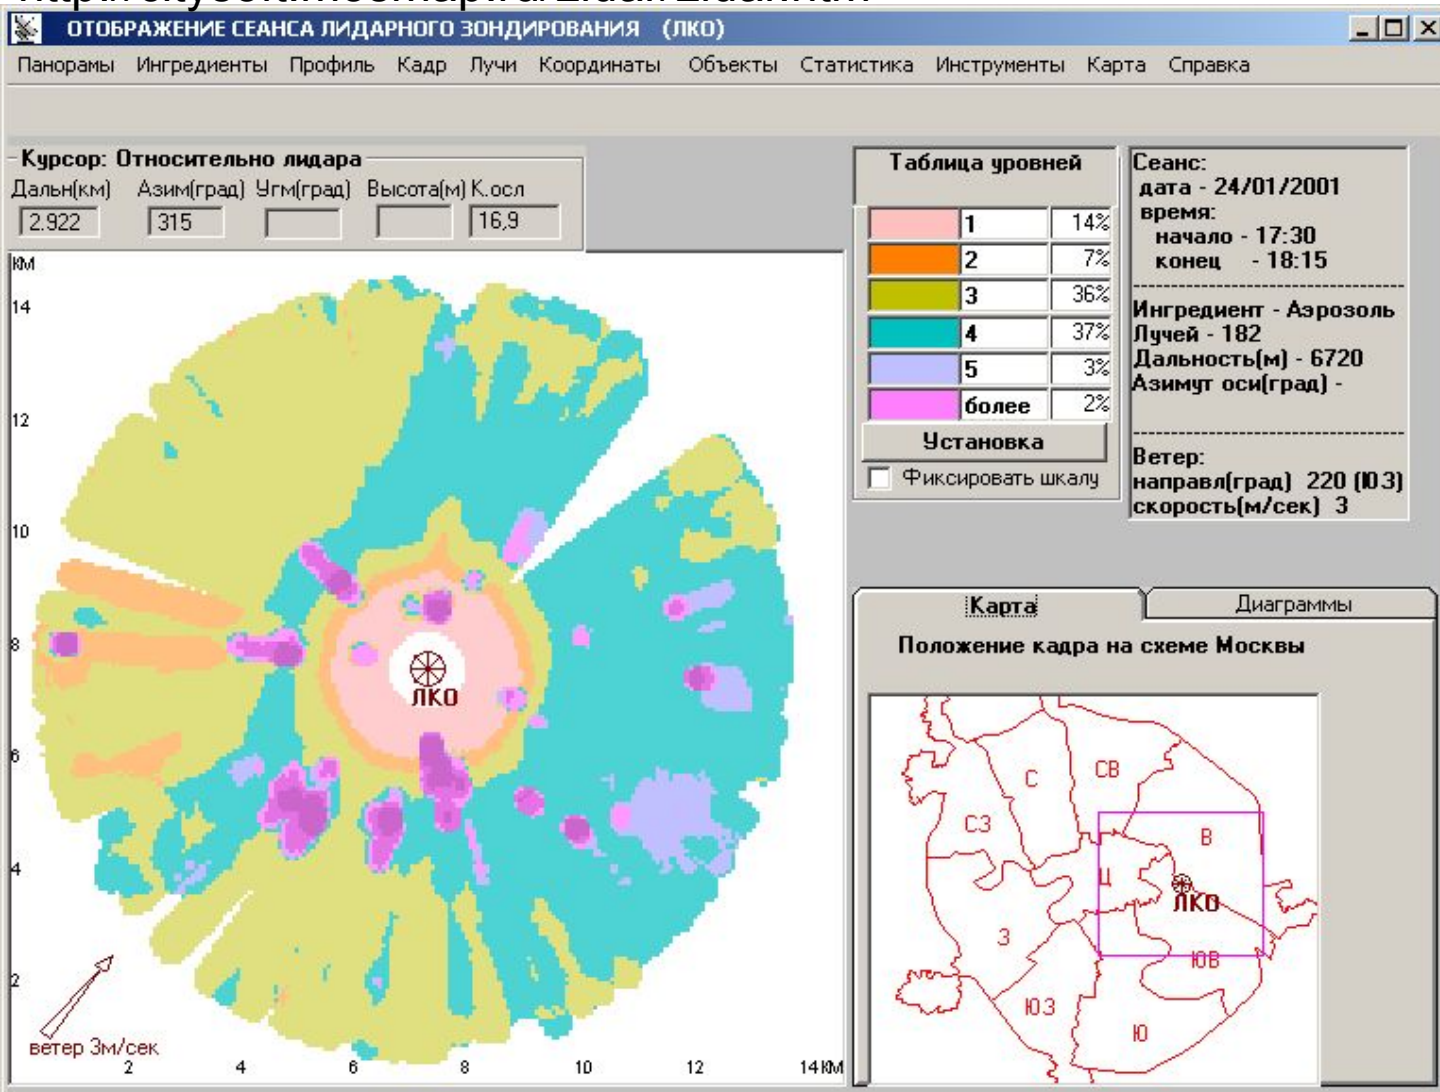 ОТОБРАЖЕНИЕ СЕАНСА ЛИДАРНОГО ЗОНДИРОВАНИЯ (ЛКО)
Панорамы Ингредиенты Профиль Кадр Лучи Координаты Объекты Статистика Инструменты Карта Справка
Курсор: Относительно лидара
Дальн(км) Азим(град) Угм(град) Высота(м) К.осл
2.922 315 16,9
КМ
14
12
10
8
6
4
2
ЛКО
ветер 3м/сек
2 4 6 8 10 12 14 КМ
Таблица уровней
1 14%
2 7%
3 36%
4 37%
5 3%
более 2%
Установка
Фиксировать шкалу
Сеанс:
дата - 24/01/2001
время:
начало - 17:30
конец - 18:15
Ингредиент - Аэрозоль
Лучей - 182
Дальность(м) - 6720
Азимут оси(град) -
Ветер:
направл(град) 220 (ЮЗ)
скорость(м/сек) 3
Карта Диаграммы
Положение кадра на схеме Москвы
С СВ
СЗ В
Ц
ЛКО
З
ЮВ
ЮЗ
Ю